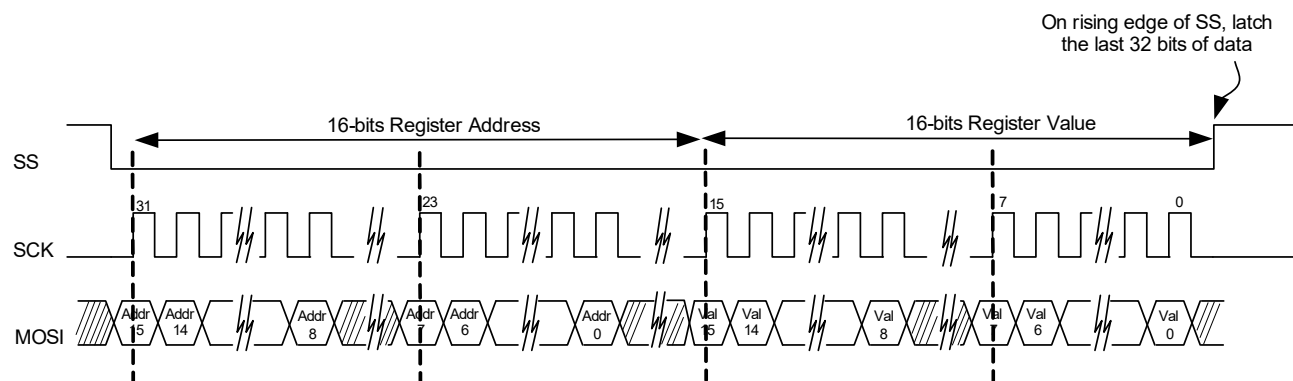 On rising edge of SS, latch
the last 32 bits of data
16-bits Register Address
16-bits Register Value
SS
31
23
15
7
0
SCK
Addr
15
Addr
14
Addr
8
Addr
7
Addr
6
Addr
0
Val
15
Val
14
Val
8
Val
7
Val
6
Val
0
MOSI